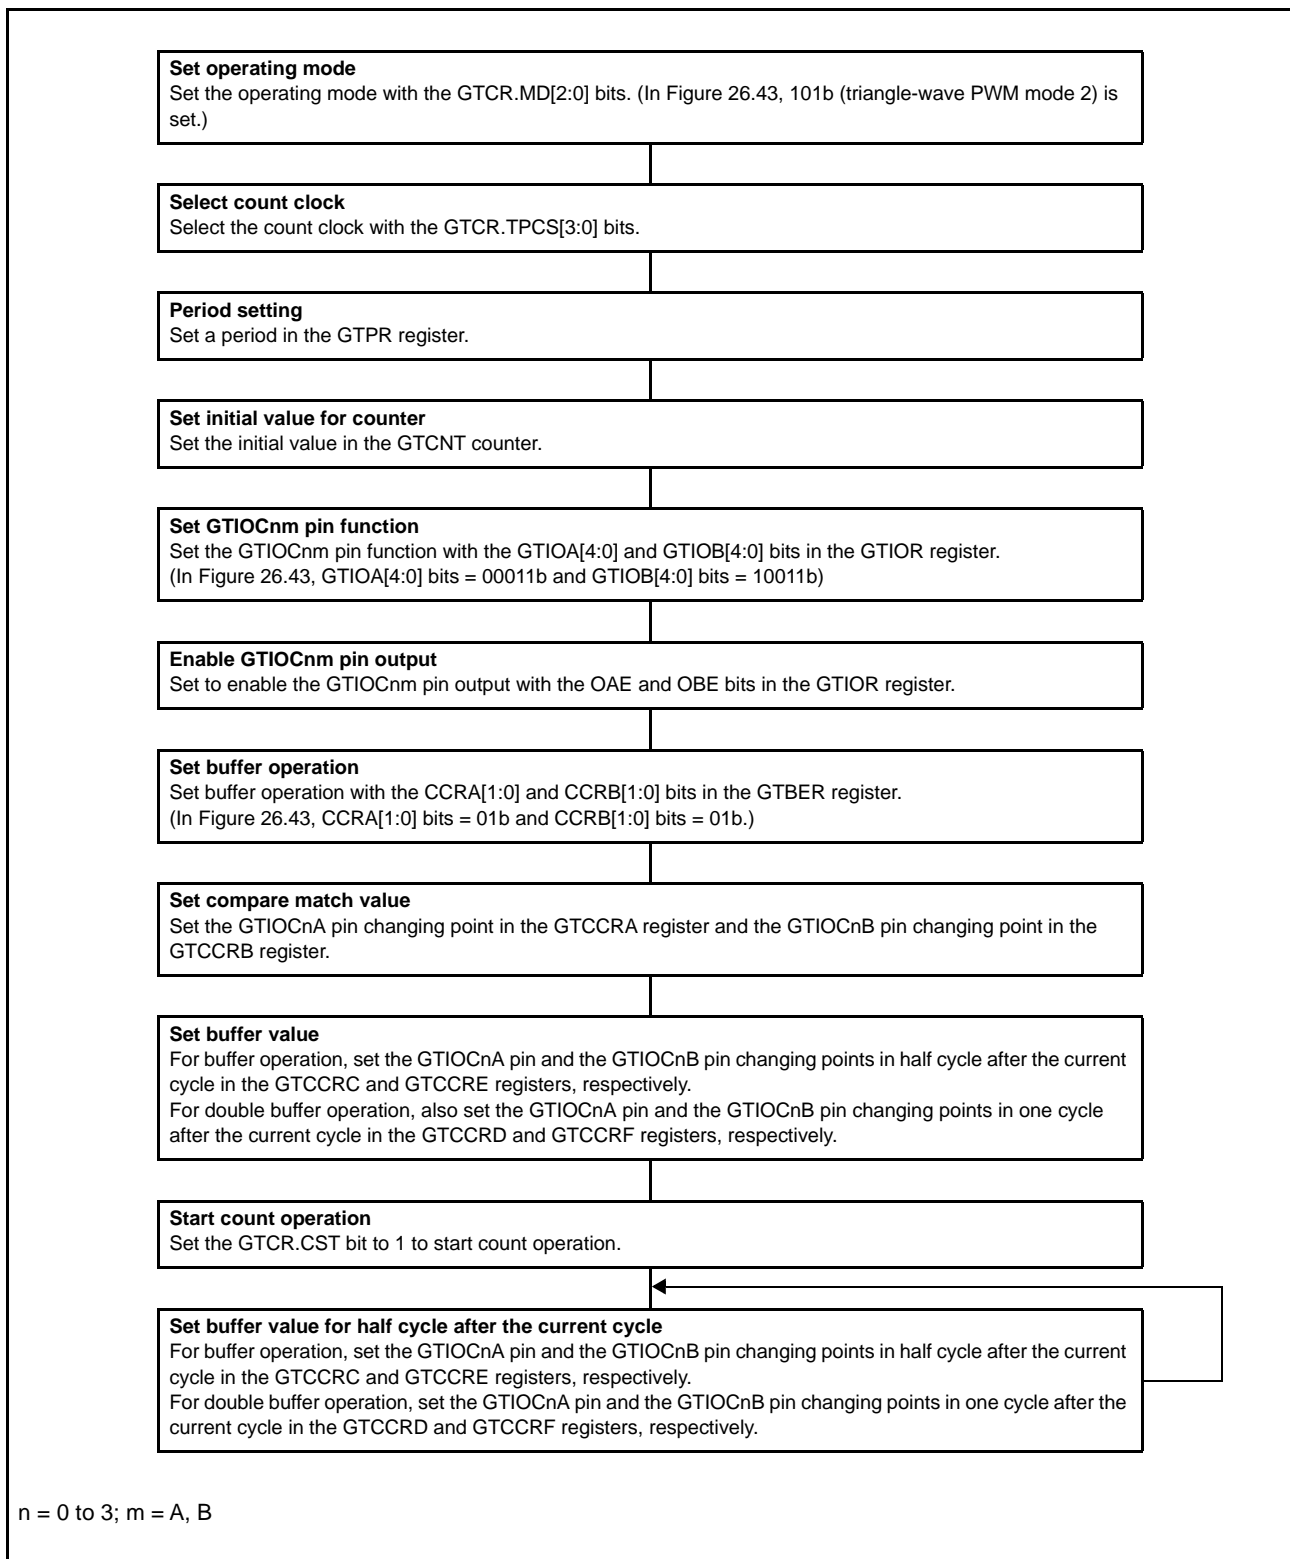 Set operating mode
Set the operating mode with the GTCR.MD[2:0] bits. (In Figure 26.43, 101b (triangle-wave PWM mode 2) is
set.)
Select count clock
Select the count clock with the GTCR.TPCS[3:0] bits.
Period setting
Set a period in the GTPR register.
Set initial value for counter
Set the initial value in the GTCNT counter.
Set GTIOCnm pin function
Set the GTIOCnm pin function with the GTIOA[4:0] and GTIOB[4:0] bits in the GTIOR register.
(In Figure 26.43, GTIOA[4:0] bits = 00011b and GTIOB[4:0] bits = 10011b)
Enable GTIOCnm pin output
Set to enable the GTIOCnm pin output with the OAE and OBE bits in the GTIOR register.
Set buffer operation
Set buffer operation with the CCRA[1:0] and CCRB[1:0] bits in the GTBER register.
(In Figure 26.43, CCRA[1:0] bits = 01b and CCRB[1:0] bits = 01b.)
Set compare match value
Set the GTIOCnA pin changing point in the GTCCRA register and the GTIOCnB pin changing point in the
GTCCRB register.
Set buffer value
For buffer operation, set the GTIOCnA pin and the GTIOCnB pin changing points in half cycle after the current
cycle in the GTCCRC and GTCCRE registers, respectively.
For double buffer operation, also set the GTIOCnA pin and the GTIOCnB pin changing points in one cycle
after the current cycle in the GTCCRD and GTCCRF registers, respectively.
Start count operation
Set the GTCR.CST bit to 1 to start count operation.
Set buffer value for half cycle after the current cycle
For buffer operation, set the GTIOCnA pin and the GTIOCnB pin changing points in half cycle after the current
cycle in the GTCCRC and GTCCRE registers, respectively.
For double buffer operation, set the GTIOCnA pin and the GTIOCnB pin changing points in one cycle after the
current cycle in the GTCCRD and GTCCRF registers, respectively.
n = 0 to 3; m = A, B